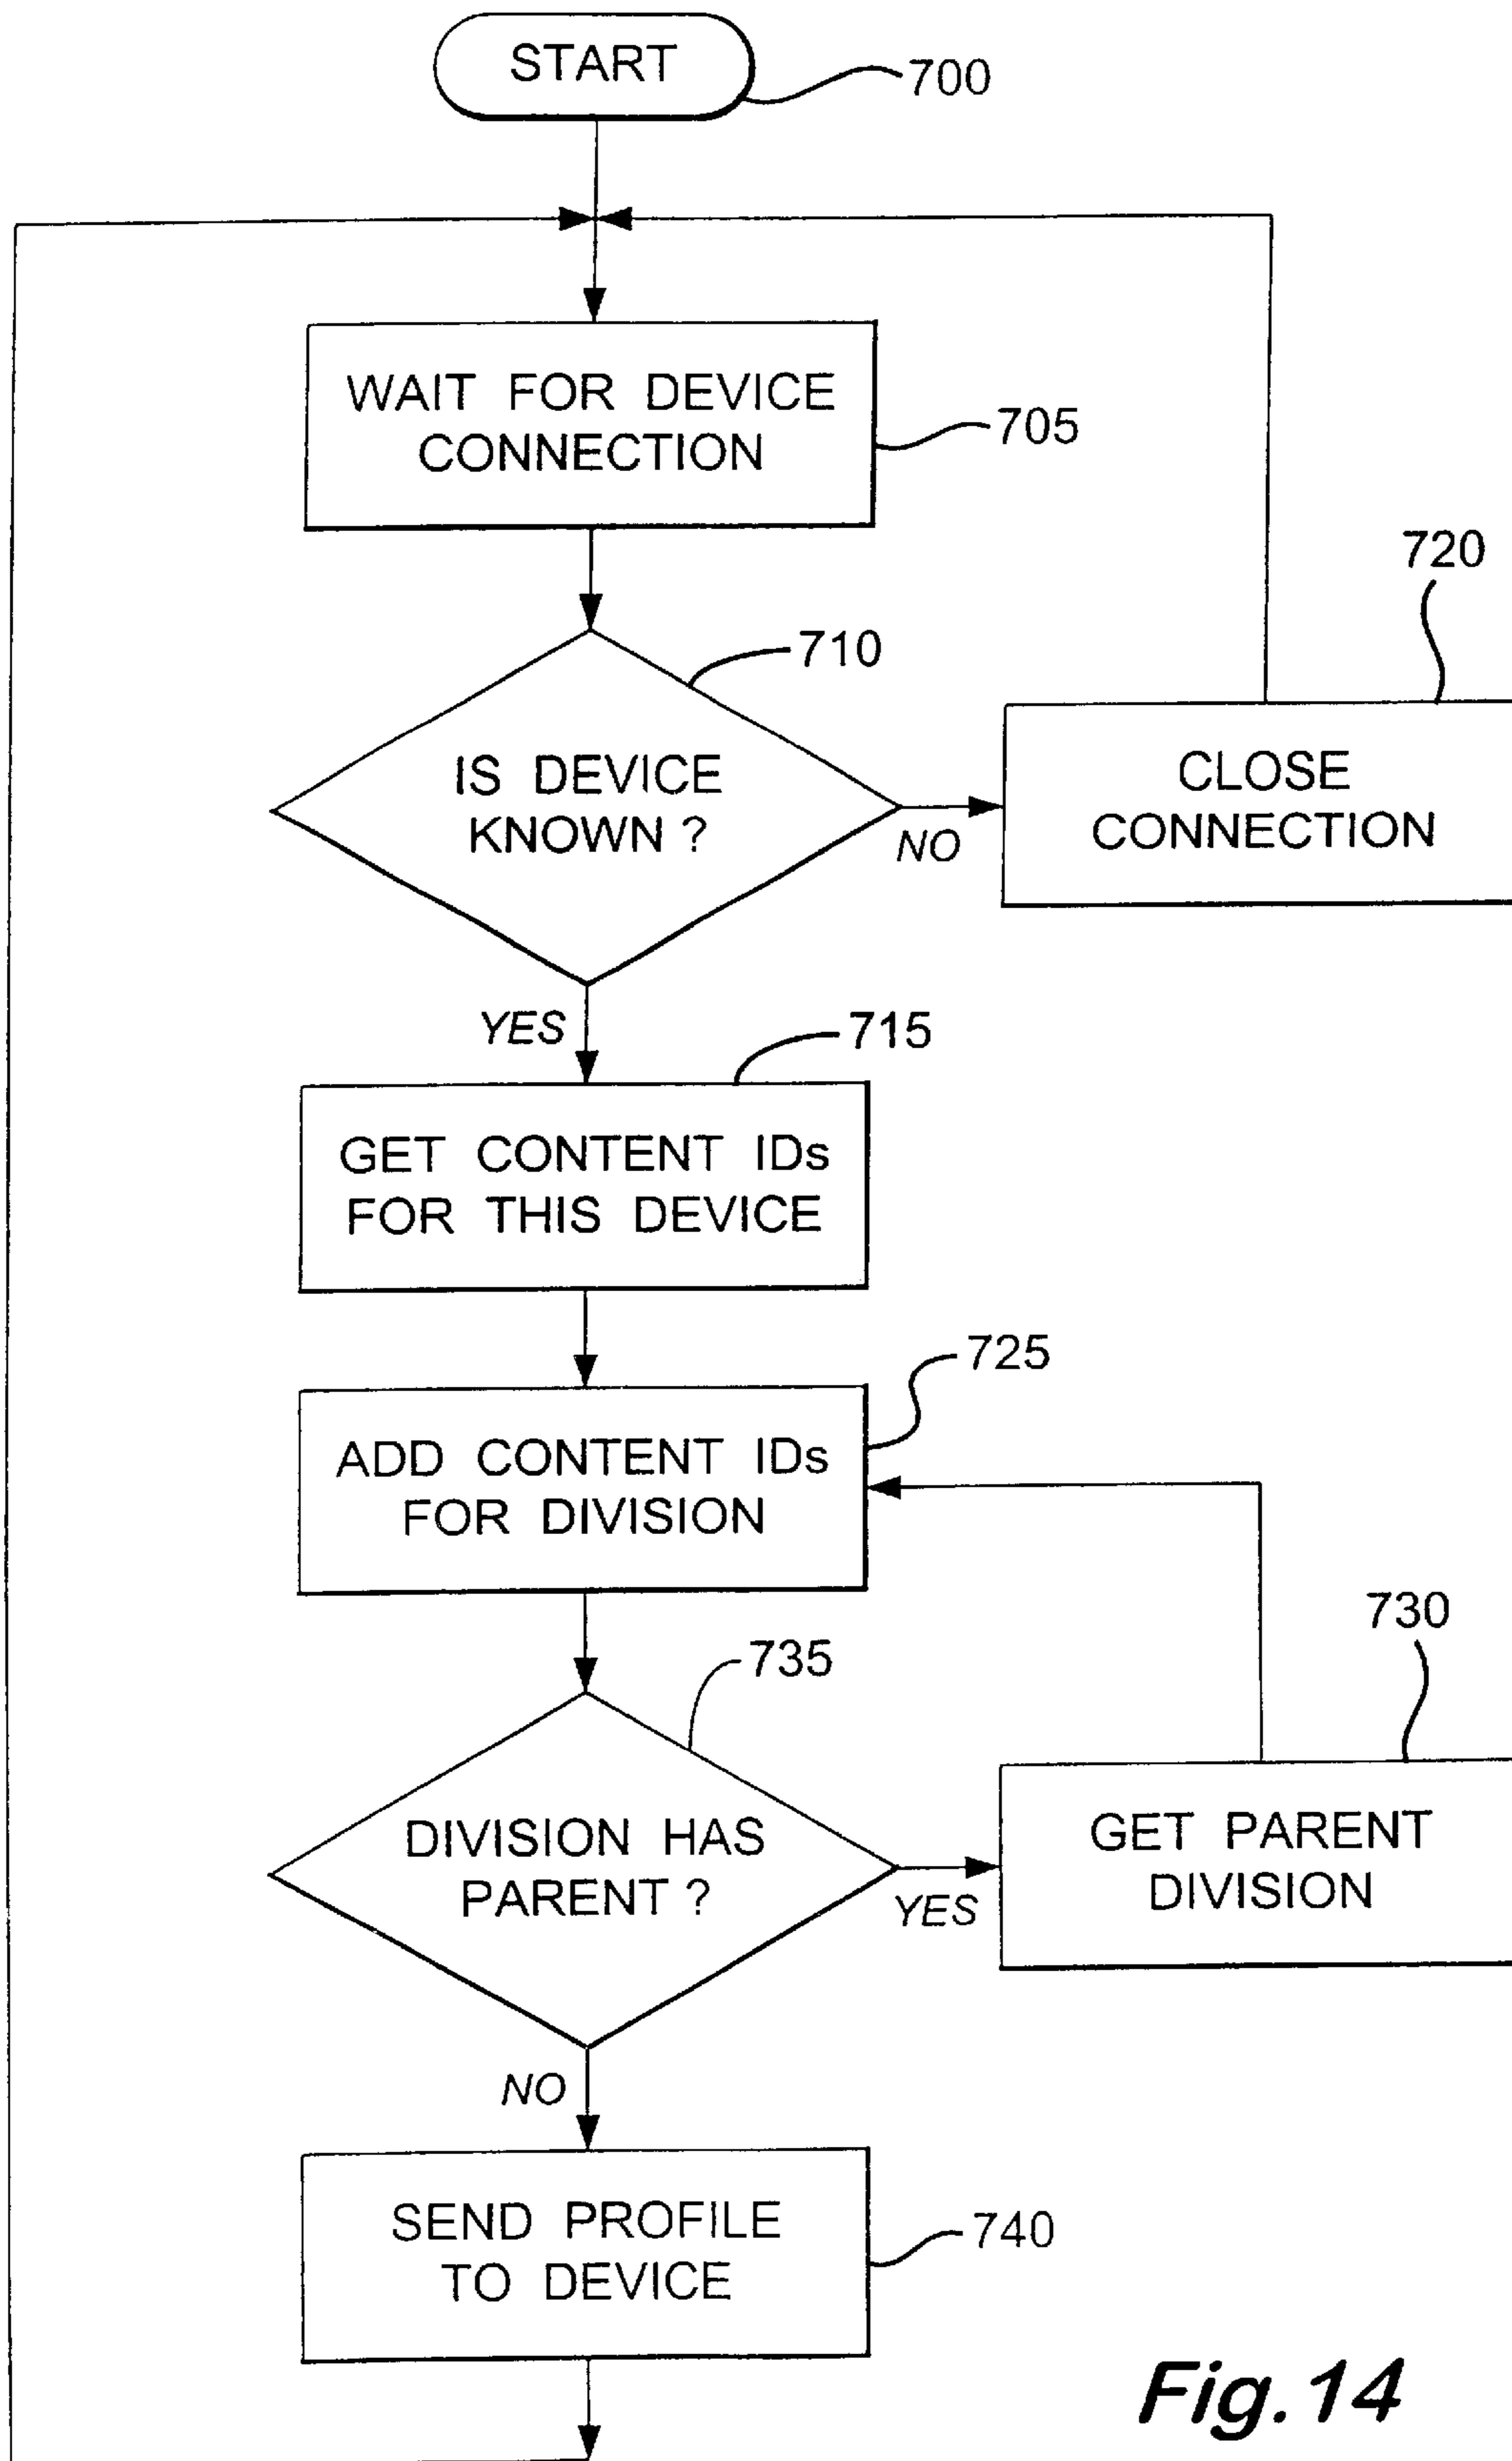 START
700
WAIT FOR DEVICE
CONNECTION
705
710
IS DEVICE
KNOWN ?
NO
720
CLOSE
CONNECTION
YES
715
GET CONTENT IDs
FOR THIS DEVICE
725
ADD CONTENT IDs
FOR DIVISION
735
DIVISION HAS
PARENT ?
YES
730
GET PARENT
DIVISION
NO
SEND PROFILE
TO DEVICE
740
Fig.14